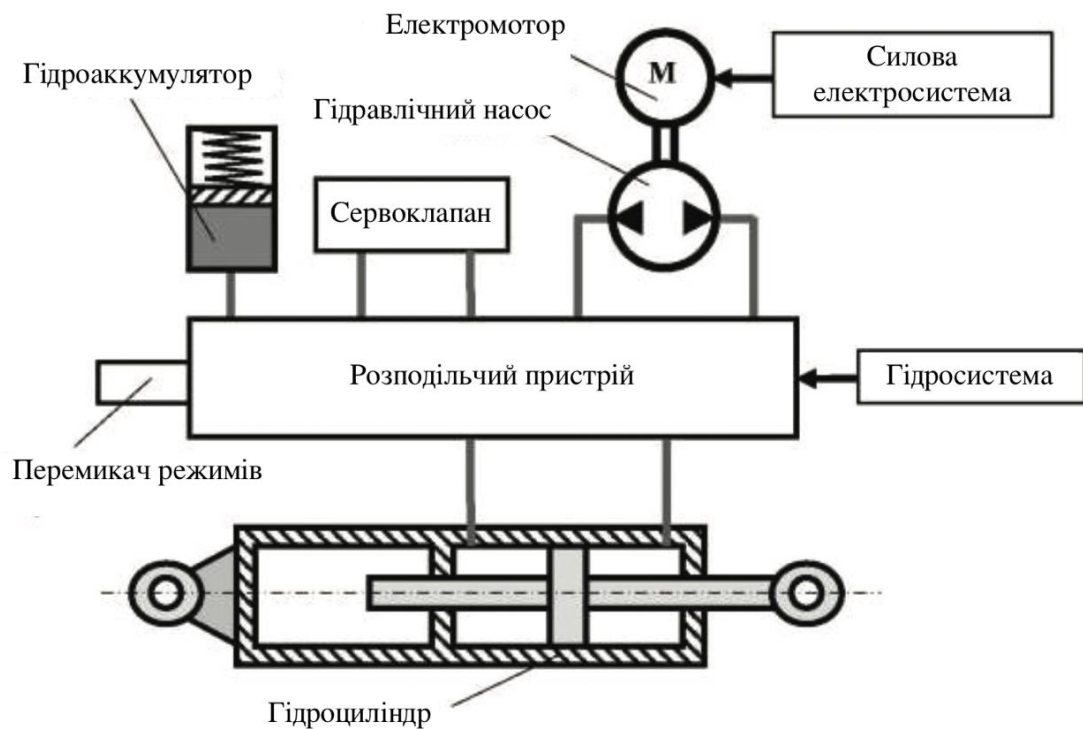 Електромотор
М
Силова
електросистема
Гідроаккумулятор
Гідравлічний насос
Сервоклапан
Розподільчий пристрій
Гідросистема
Перемикач режимів
Гідроциліндр